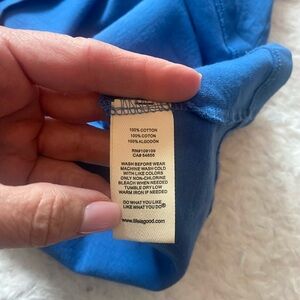 100% COTTON
100% COTON
100% ALGODON
RN#109109
CA# 54856
WASH BEFORE WEAR
MACHINE WASH COLD
WITH LIKE COLORS
ONLY NON-CHLORINE
BLEACH WHEN NEEDED
TUMBLE DRY LOW
WARM IRON IF NEEDED
DO WHAT YOU LIKE
LIKE WHAT YOU DO®
www.lifeisgood.com